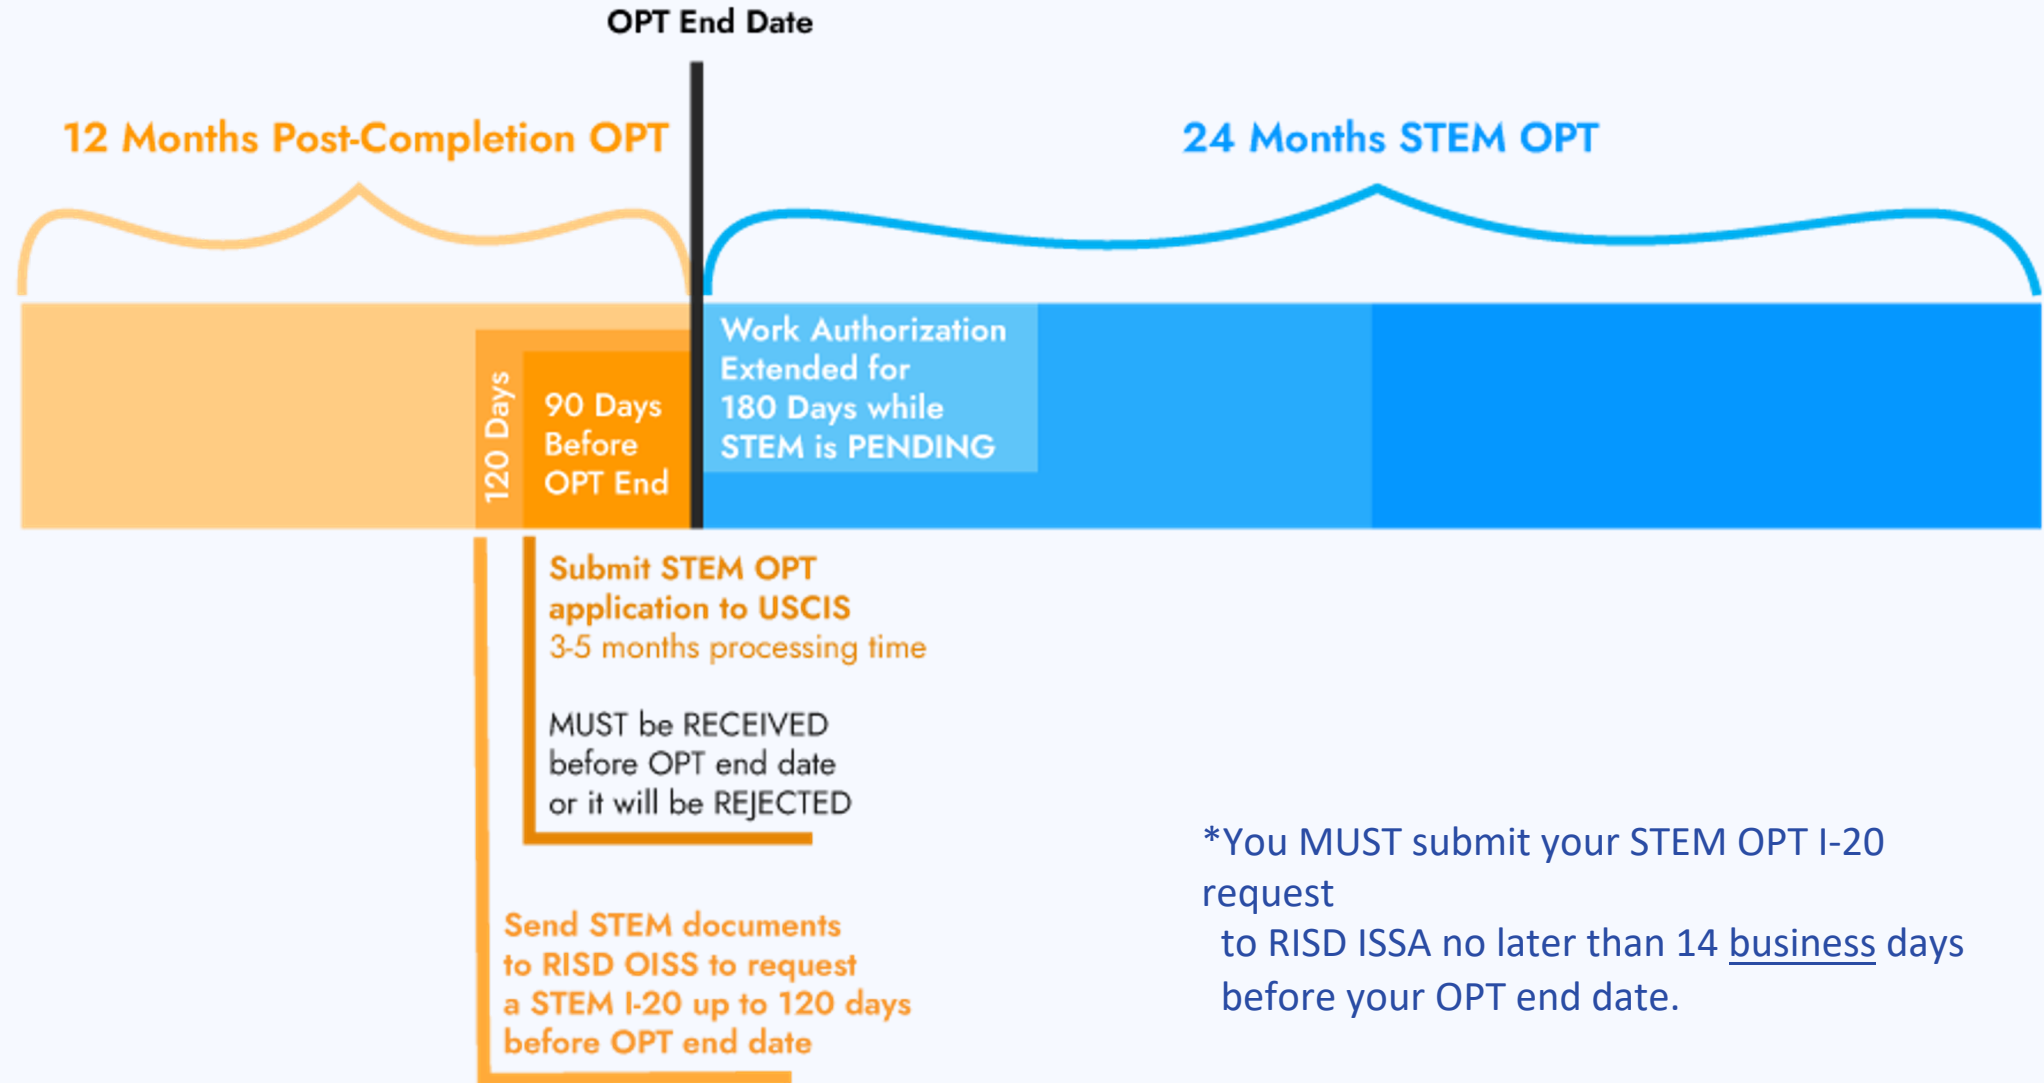 OPT End Date
12 Months Post-Completion OPT
24 Months STEM OPT
120 Days
90 Days
Before
OPT End
Work Authorization
Extended for
180 Days while
STEM is PENDING
Submit STEM OPT
application to USCIS
3-5 months processing time
MUST be RECEIVED
before OPT end date
or it will be REJECTED
Send STEM documents
to RISD OISS to request
a STEM I-20 up to 120 days
before OPT end date
*You MUST submit your STEM OPT I-20
request
to RISD ISSA no later than 14 business days
before your OPT end date.